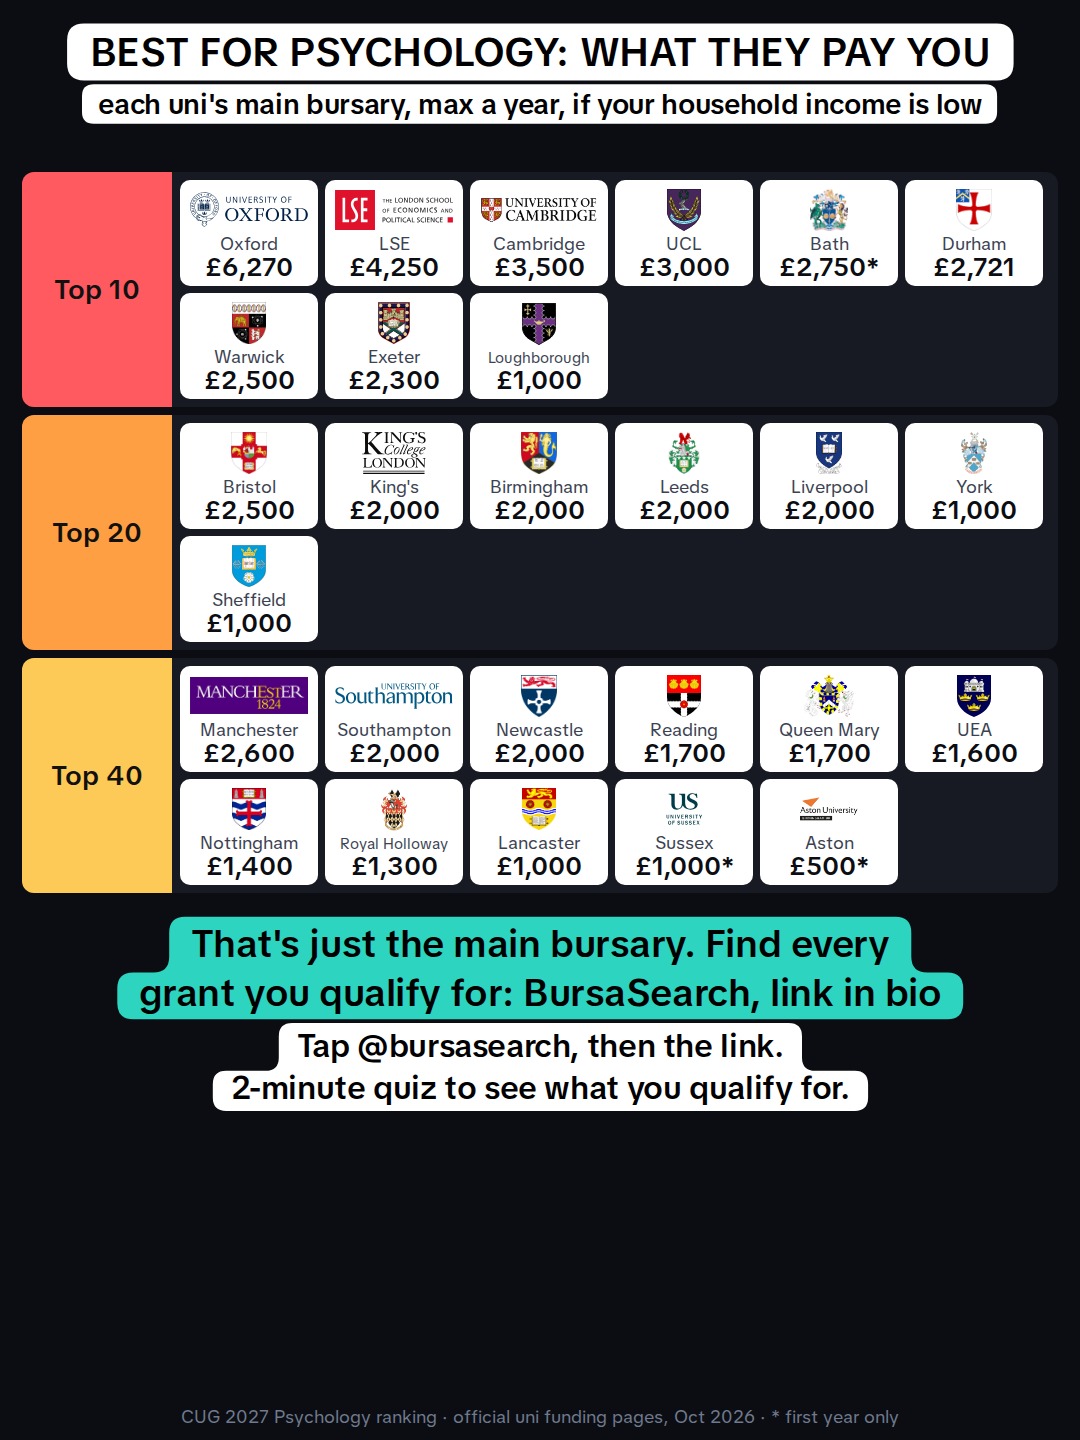 BEST FOR PSYCHOLOGY: WHAT THEY PAY YOU
each uni's main bursary, max a year, if your household income is low
Top 10
UNIVERSITY OF
OXFORD
Oxford
£6,270
LSE
THE LONDON SCHOOL
OF ECONOMICS AND
POLITICAL SCIENCE
LSE
£4,250
UNIVERSITY OF
CAMBRIDGE
Cambridge
£3,500
UCL
£3,000
Bath
£2,750*
Durham
£2,721
Warwick
£2,500
Exeter
£2,300
Loughborough
£1,000
Top 20
Bristol
£2,500
KING'S
College
LONDON
King's
£2,000
Birmingham
£2,000
Leeds
£2,000
Liverpool
£2,000
York
£1,000
Sheffield
£1,000
Top 40
MANCHESTER
1824
Manchester
£2,600
UNIVERSITY OF
Southampton
Southampton
£2,000
Newcastle
£2,000
Reading
£1,700
Queen Mary
£1,700
UEA
£1,600
Nottingham
£1,400
Royal Holloway
£1,300
Lancaster
£1,000
US
UNIVERSITY
OF SUSSEX
Sussex
£1,000*
Aston University
Aston
£500*
That's just the main bursary. Find every
grant you qualify for: BursaSearch, link in bio
Tap @bursasearch, then the link.
2-minute quiz to see what you qualify for.
CUG 2027 Psychology ranking · official uni funding pages, Oct 2026 · * first year only